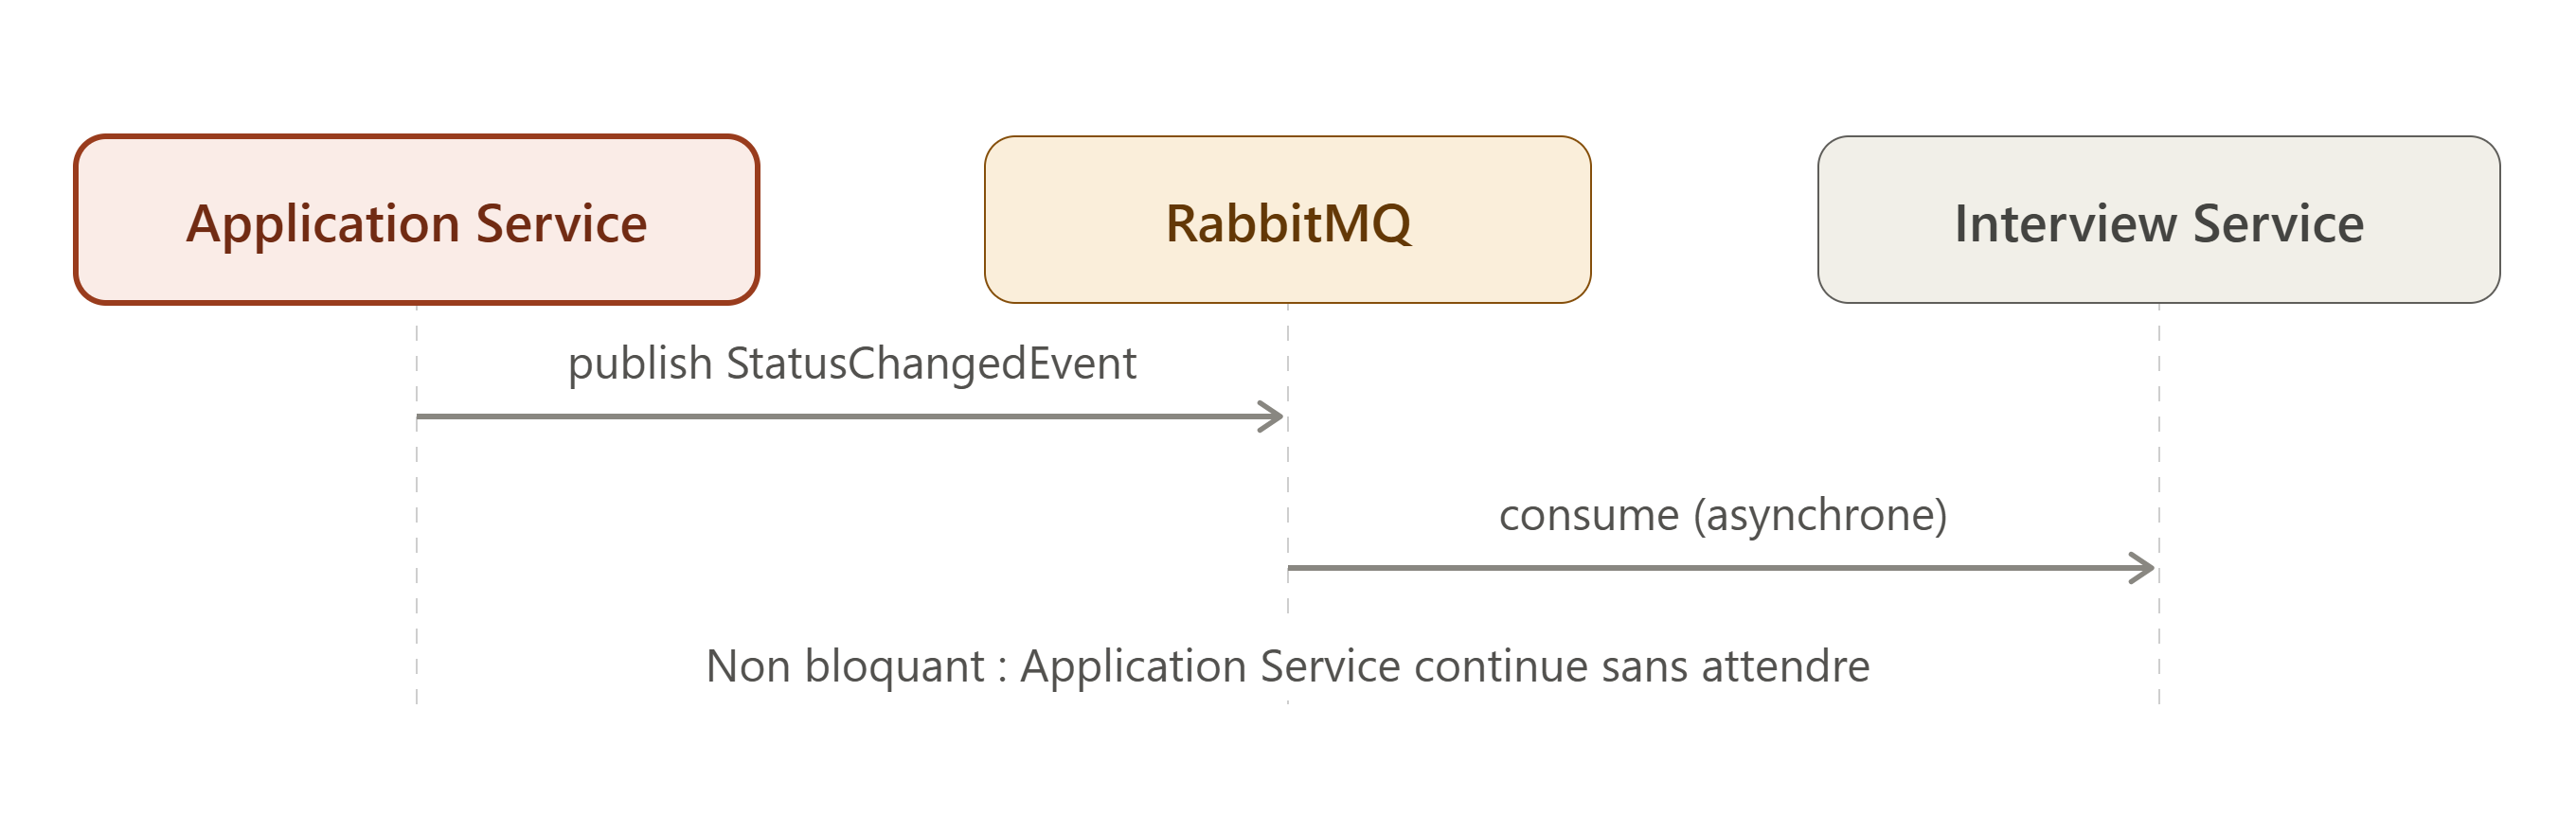 Application Service
RabbitMQ
Interview Service
publish StatusChangedEvent
consume (asynchrone)
Non bloquant : Application Service continue sans attendre